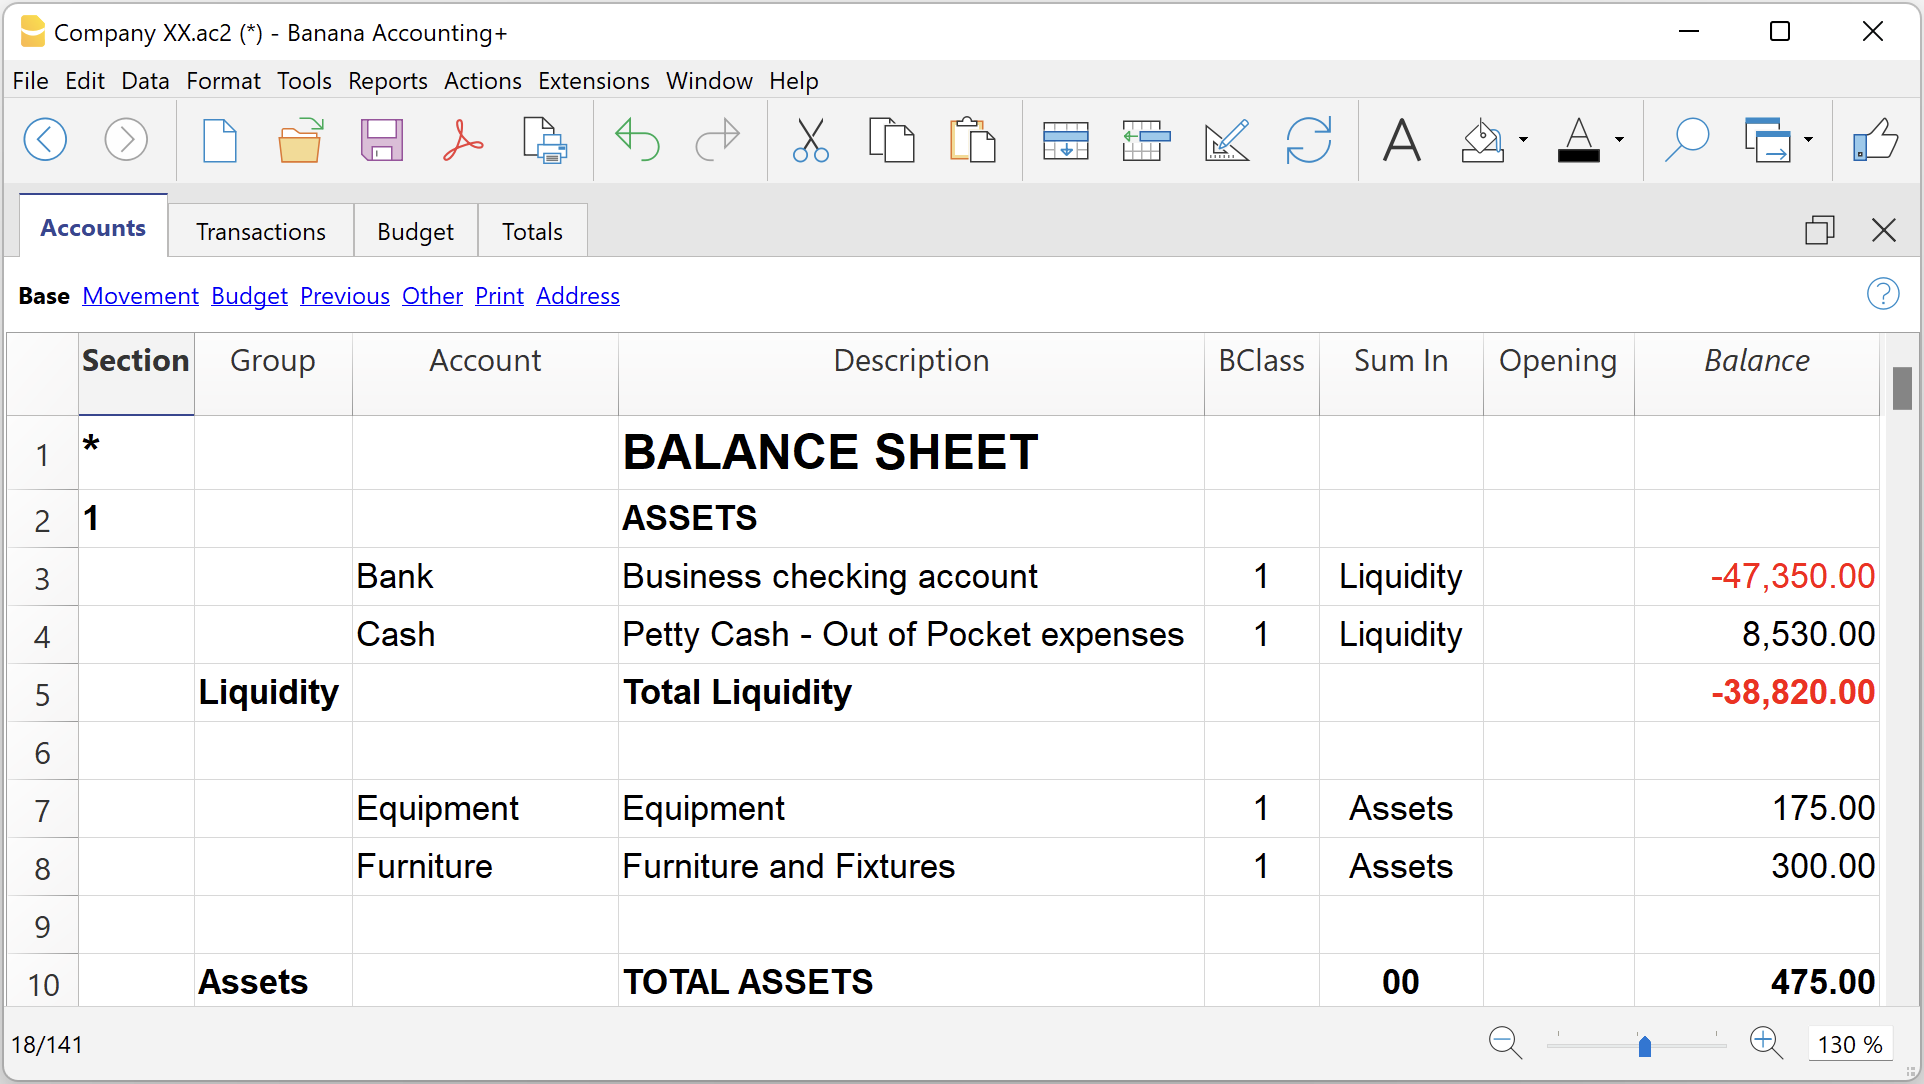 Company XX.ac2 (*) - Banana Accounting+
File Edit Data Format Tools Reports Actions Extensions Window Help
Accounts Transactions Budget Totals
Base Movement Budget Previous Other Print Address
Section Group Account Description BClass Sum In Opening Balance
1 * BALANCE SHEET
2 1 ASSETS
3 Bank Business checking account 1 Liquidity -47,350.00
4 Cash Petty Cash - Out of Pocket expenses 1 Liquidity 8,530.00
5 Liquidity Total Liquidity -38,820.00
6
7 Equipment Equipment 1 Assets 175.00
8 Furniture Furniture and Fixtures 1 Assets 300.00
9
10 Assets TOTAL ASSETS 00 475.00
18/141 130 %